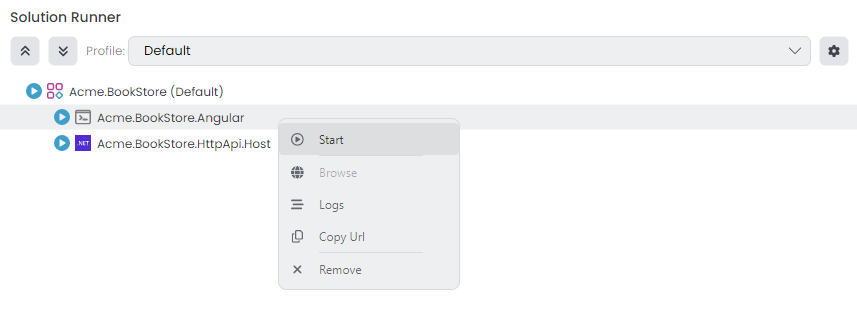 Solution Runner
Profile: Default
Acme.BookStore (Default)
Acme.BookStore.Angular
.NET Acme.BookStore.HttpApi.Host
Start
Browse
Logs
Copy Url
Remove